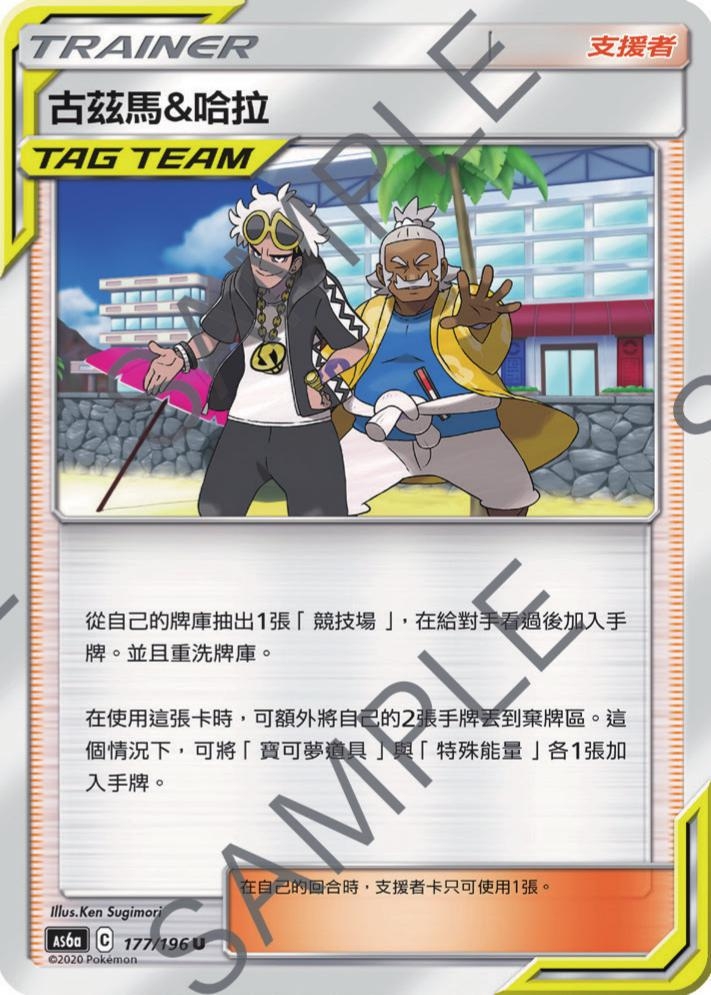 TRAINER
支援者
古茲馬&哈拉
TAG TEAM
從自己的牌庫抽出1張「 競技場 」，在給對手看過後加入手
牌。並且重洗牌庫。
在使用這張卡時，可額外將自己的2張手牌丟到棄牌區。這
個情況下，可將「 寶可夢道具 」與「 特殊能量 」各1張加
入手牌。
在自己的回合時，支援者卡只可使用1張。
Illus.Ken Sugimori
AS6a C 177/196 U
©2020 Pokémon
SAMPLE
SAMPLE